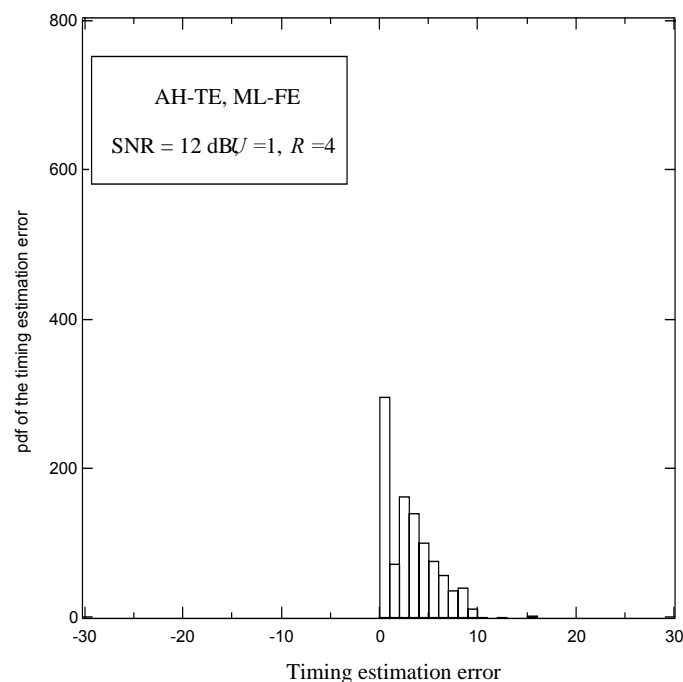 800
AH-TE, ML-FE
SNR = 12 dB, U =1, R =4
600
pdf of the timing estimation error
400
200
0
-30 -20 -10 0 10 20 30
Timing estimation error